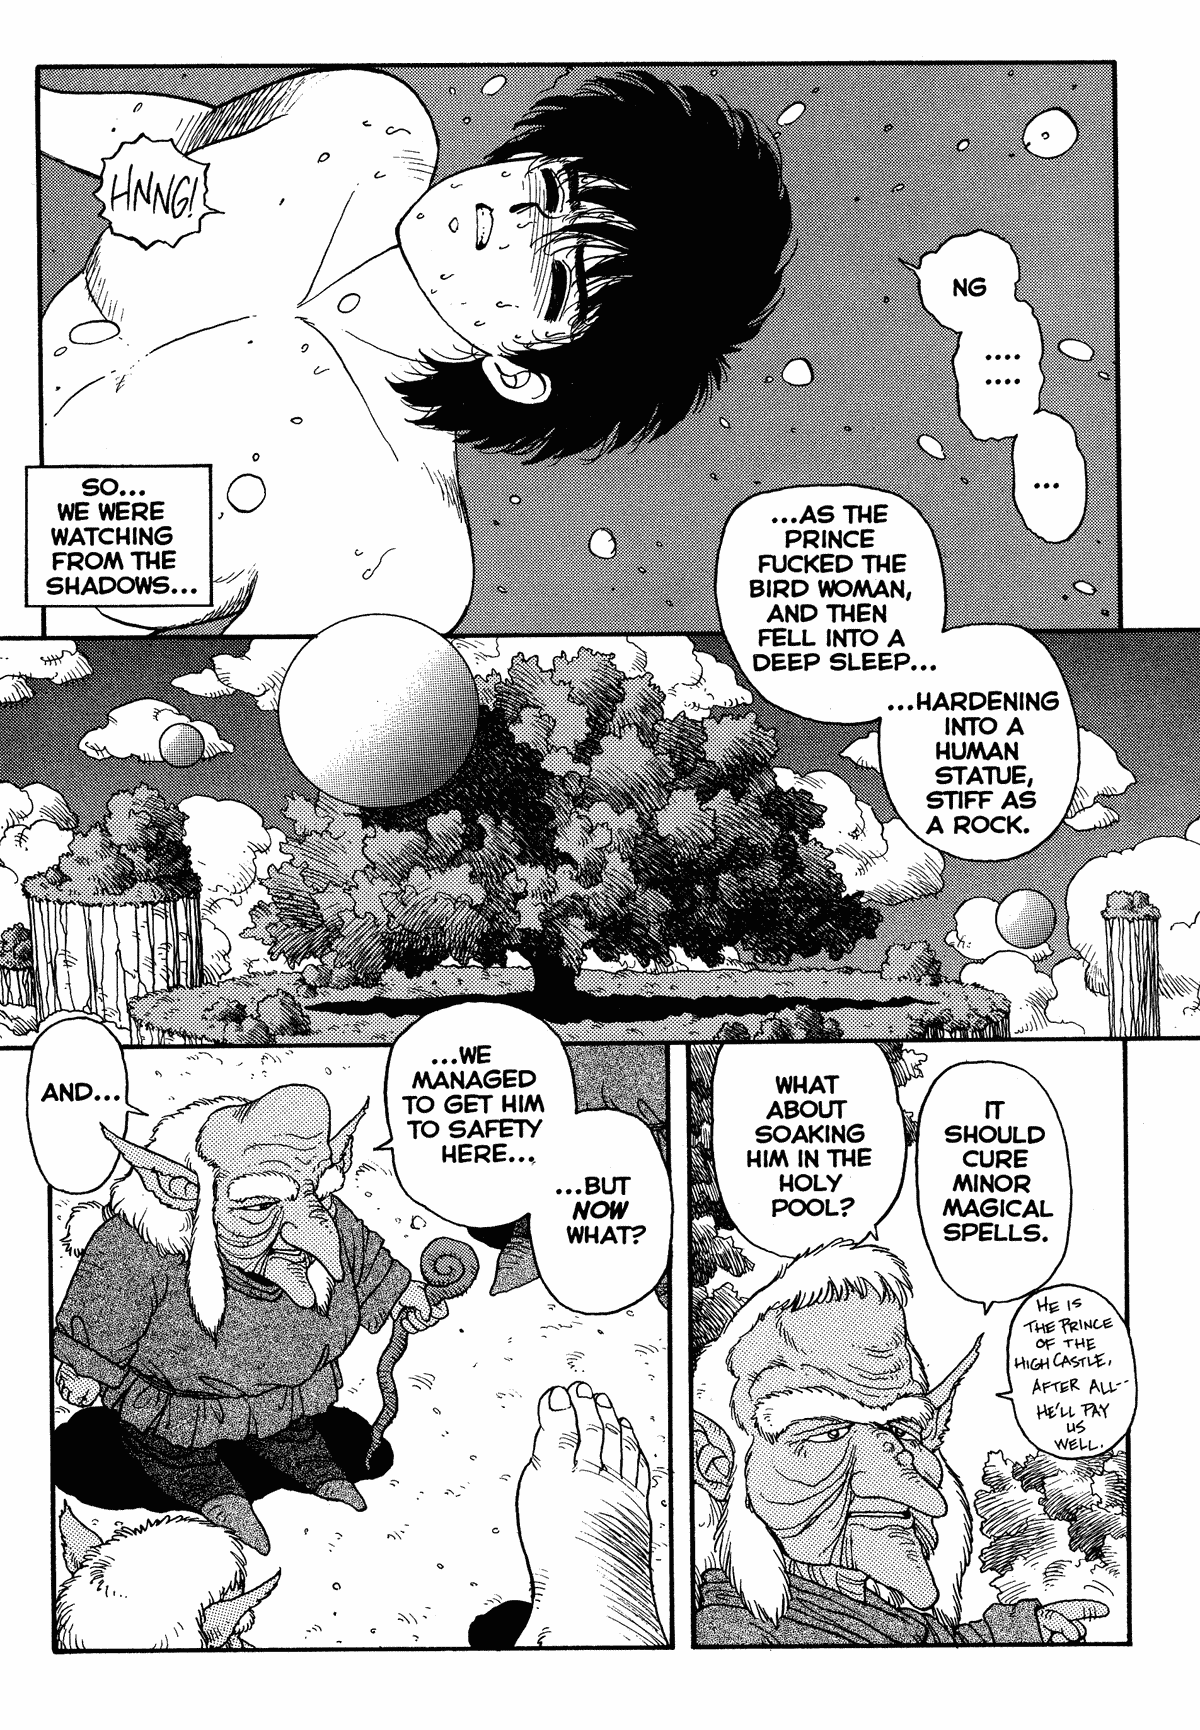 HNNG!
NG
.....
....
...
SO...
WE WERE
WATCHING
FROM THE
SHADOWS...
...AS THE
PRINCE
FUCKED THE
BIRD WOMAN,
AND THEN
FELL INTO A
DEEP SLEEP...
...HARDENING
INTO A
HUMAN
STATUE,
STIFF AS
A ROCK.
AND...
...WE
MANAGED
TO GET HIM
TO SAFETY
HERE...
...BUT
NOW
WHAT?
WHAT
ABOUT
SOAKING
HIM IN THE
HOLY
POOL?
IT
SHOULD
CURE
MINOR
MAGICAL
SPELLS.
HE IS
THE PRINCE
OF THE
HIGH CASTLE,
AFTER ALL--
HE'LL PAY
US
WELL.